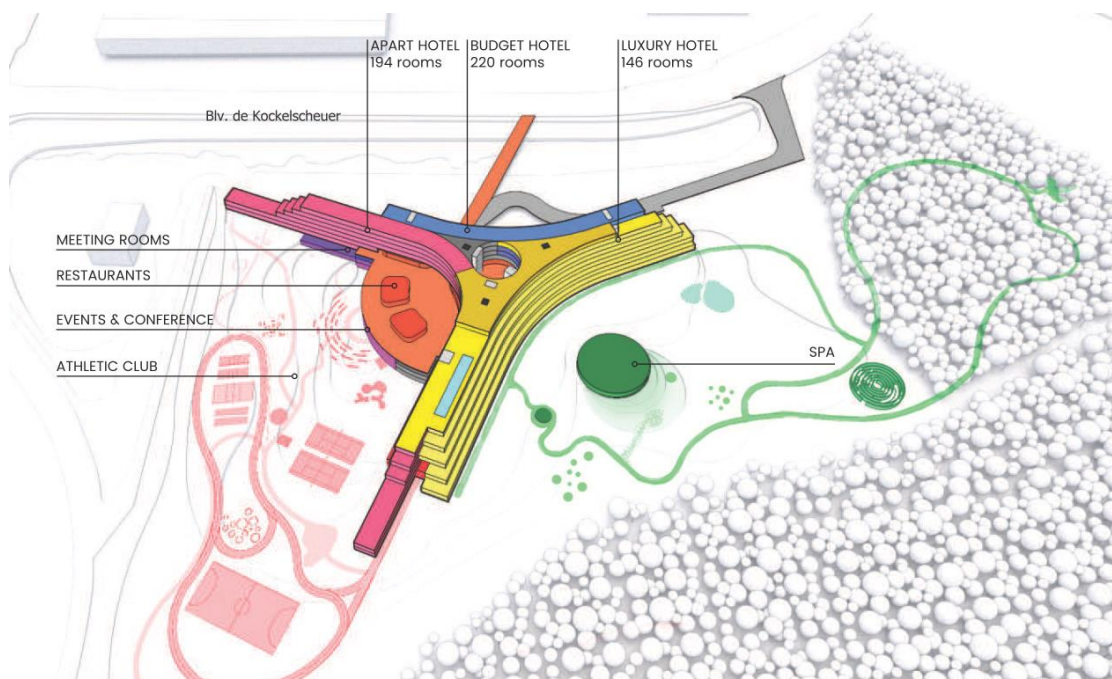 APART HOTEL
194 rooms
BUDGET HOTEL
220 rooms
LUXURY HOTEL
146 rooms
Blv. de Kockelscheuer
MEETING ROOMS
RESTAURANTS
EVENTS & CONFERENCE
SPA
ATHLETIC CLUB